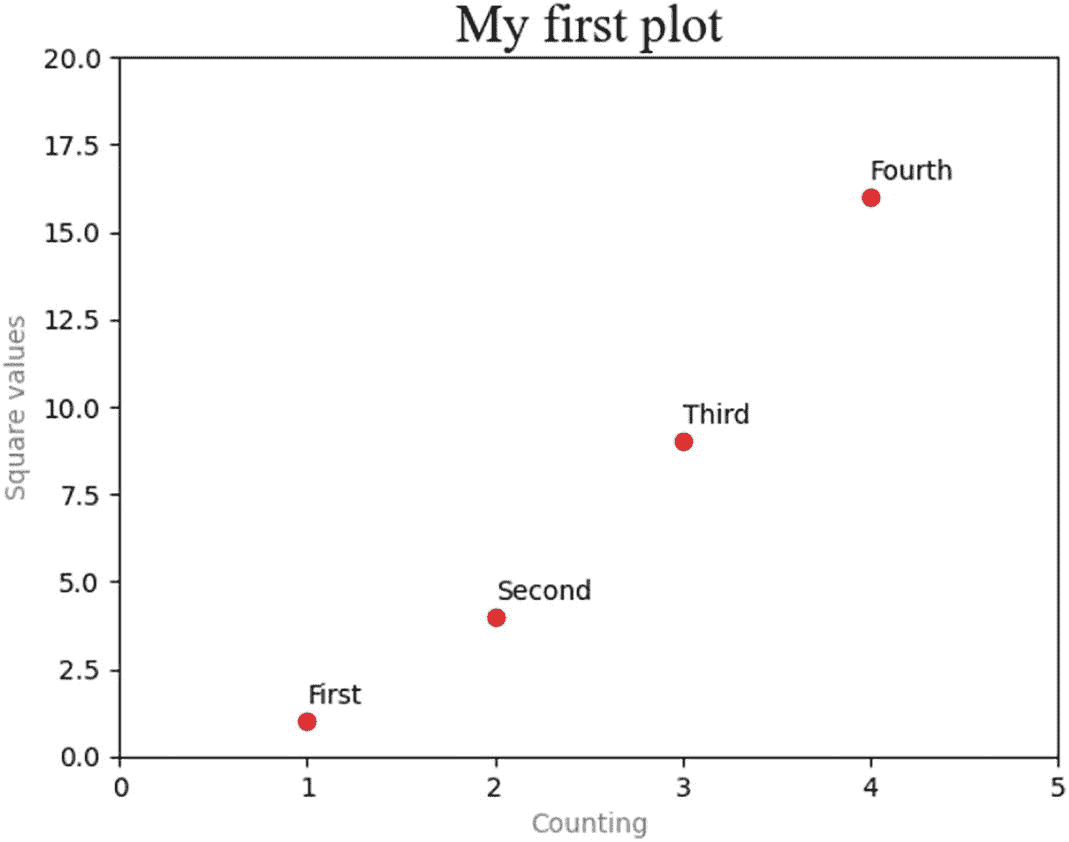 My first plot
20.0
17.5
Fourth
15.0
12.5
Square values
10.0
Third
7.5
5.0
Second
2.5
First
0.0
0 1 2 3 4 5
Counting